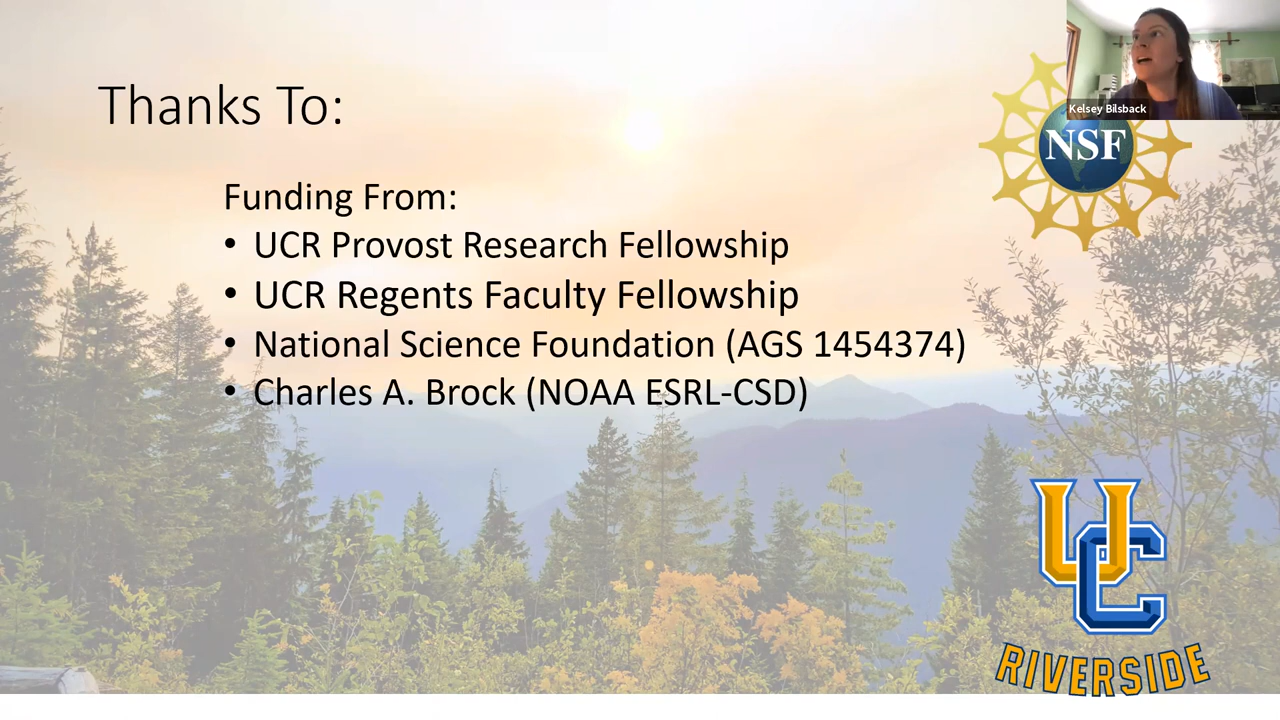 Thanks To:
Kelsey Bilsback
NSF
Funding From:
• UCR Provost Research Fellowship
• UCR Regents Faculty Fellowship
• National Science Foundation (AGS 1454374)
• Charles A. Brock (NOAA ESRL-CSD)
UC
RIVERSIDE